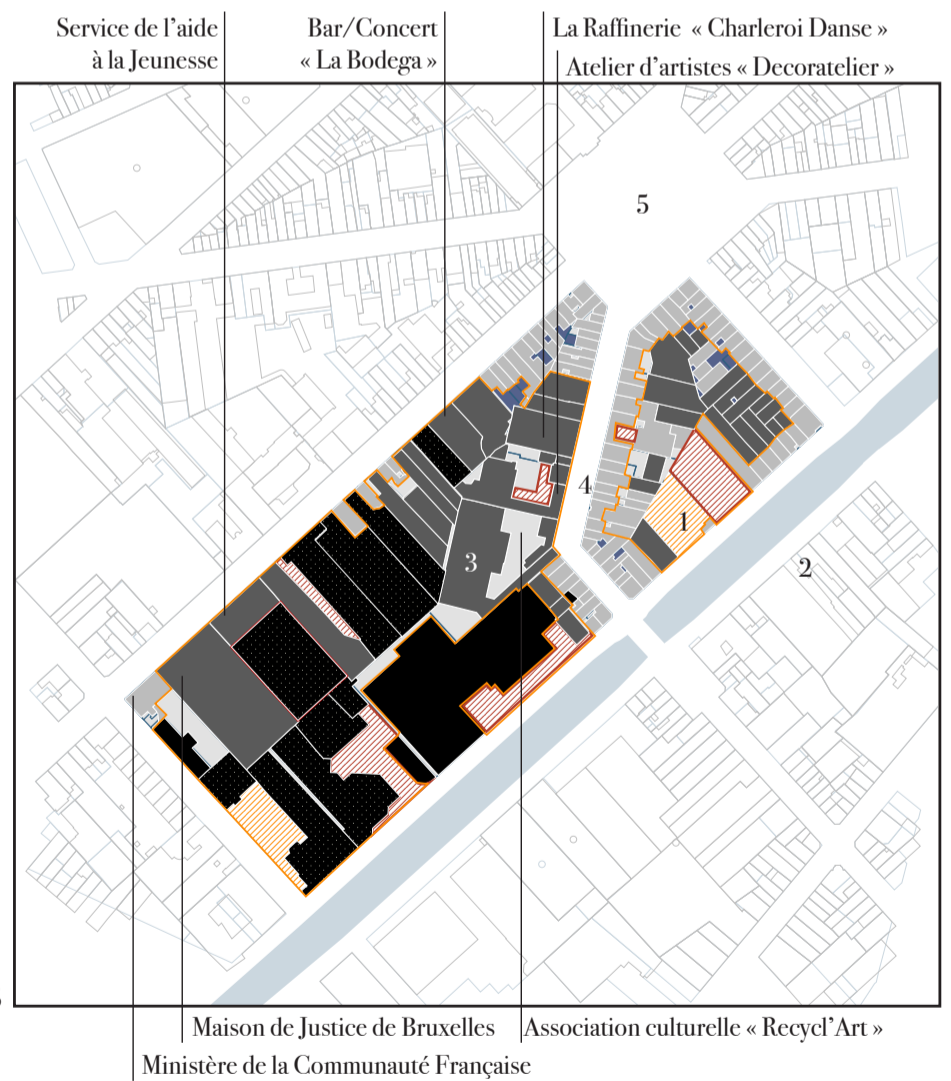 Service de l’aide
à la Jeunesse
Bar/Concert
« La Bodega »
La Raffinerie « Charleroi Danse »
Atelier d’artistes « Decoratelier »
5
4
1
2
3
Maison de Justice de Bruxelles
Association culturelle « Recycl’Art »
Ministère de la Communauté Française